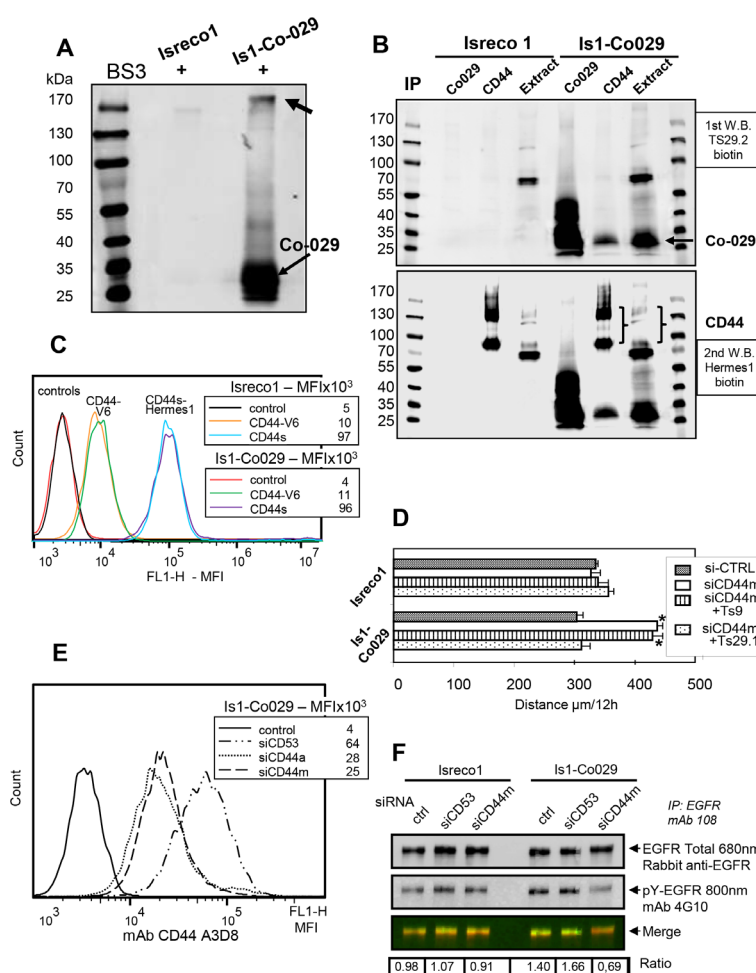 A
Isreco1
Is1-Co-029
kDa
BS3
+
+
170
130
100
70
55
40
35
25
Co-029
B
Isreco 1
Is1-Co029
IP
Co029
CD44
Extract
Co029
CD44
Extract
170
130
100
70
55
40
35
25
1st W.B.
TS29.2
biotin
Co-029
170
130
100
70
55
40
35
25
CD44
2nd W.B.
Hermes1
biotin
C
controls
CD44-
V6
CD44s-
Hermes1
Isreco1 – MFIx10³
control 5
CD44-V6 10
CD44s 97
Is1-Co029 – MFIx10³
control 4
CD44-V6 11
CD44s 96
Count
10³ 10⁴ 10⁵ 10⁶ 10⁷
FL1-H - MFI
D
Isreco1
Is1-
Co029
*
*
si-CTRL
siCD44m
siCD44m
+Ts9
siCD44m
+Ts29.1
0 100 200 300 400 500
Distance µm/12h
E
Is1-Co029 – MFIx10³
control 4
siCD53 64
siCD44a 28
siCD44m 25
Count
10³ 10⁴ 10⁵ FL1-H
MFI
mAb CD44 A3D8
F
Isreco1
Is1-Co029
siRNA
ctrl
siCD53
siCD44m
ctrl
siCD53
siCD44m
IP: EGFR
mAb 108
EGFR Total 680nm
Rabbit anti-EGFR
pY-EGFR 800nm
mAb 4G10
Merge
0.98 1.07 0.91 1.40 1.66 0,69 Ratio